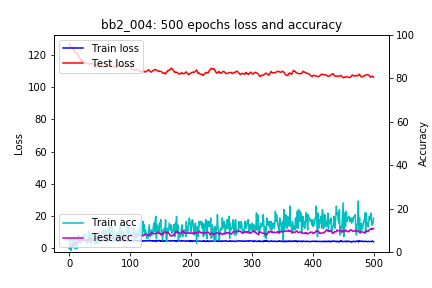 bb2_004: 500 epochs loss and accuracy
Train loss
Test loss
Train acc
Test acc
120
100
80
60
40
20
0
Loss
100
80
60
40
20
0
Accuracy
0
100
200
300
400
500